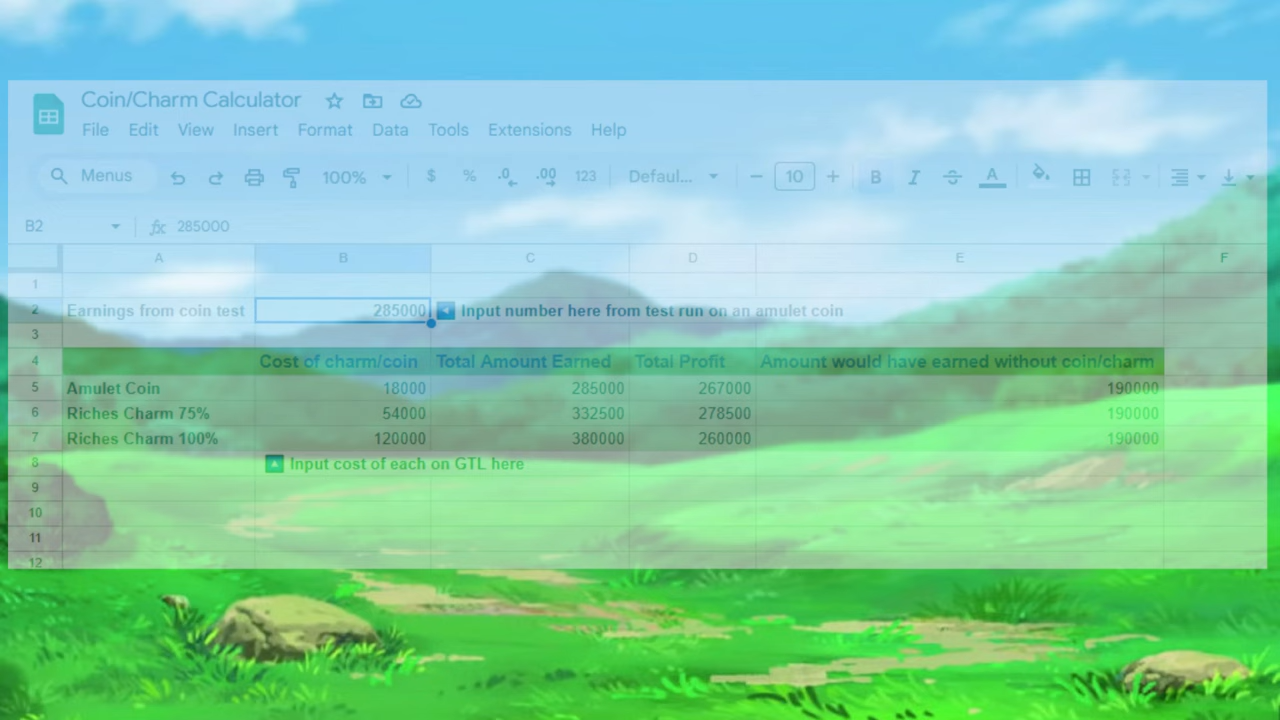 Coin/Charm Calculator
File Edit View Insert Format Data Tools Extensions Help
Menus 100% $ % .0 .00 123 Defaul... 10 B I A
B2 fx 285000
A B C D E F
1
2 Earnings from coin test 285000 Input number here from test run on an amulet coin
3
4 Cost of charm/coin Total Amount Earned Total Profit Amount would have earned without coin/charm
5 Amulet Coin 18000 285000 267000 190000
6 Riches Charm 75% 54000 332500 278500 190000
7 Riches Charm 100% 120000 380000 260000 190000
8 Input cost of each on GTL here
9
10
11
12